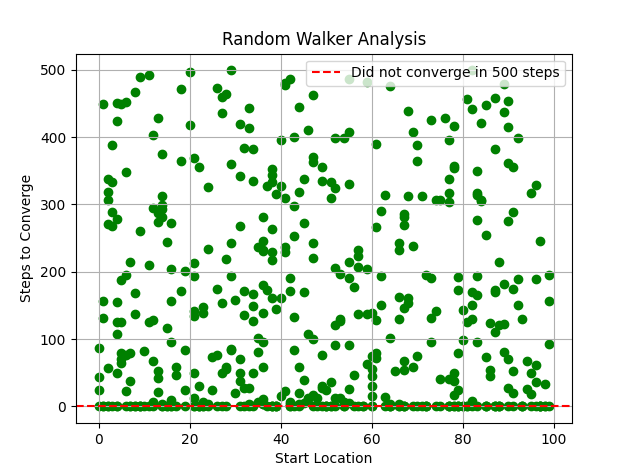 Random Walker Analysis
Did not converge in 500 steps
Steps to Converge
500
400
300
200
100
0
0 20 40 60 80 100
Start Location